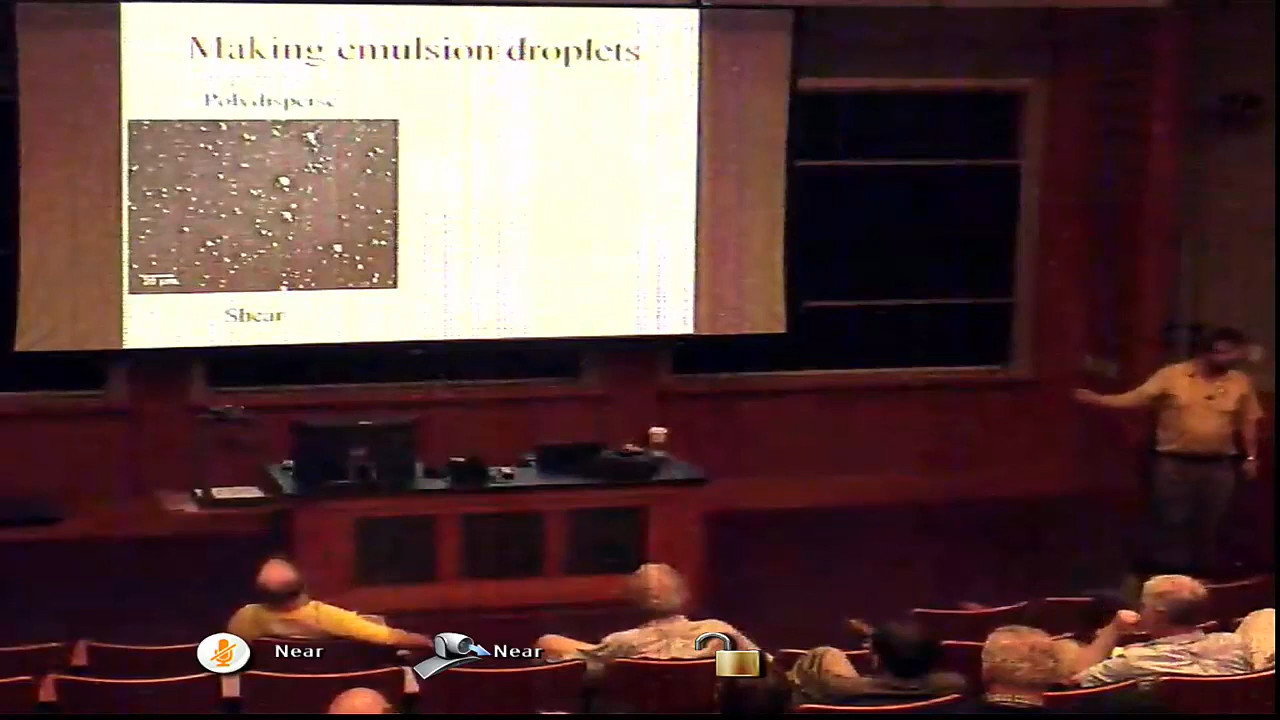 Making emulsion droplets
Polydisperse
Shear
Near
Near